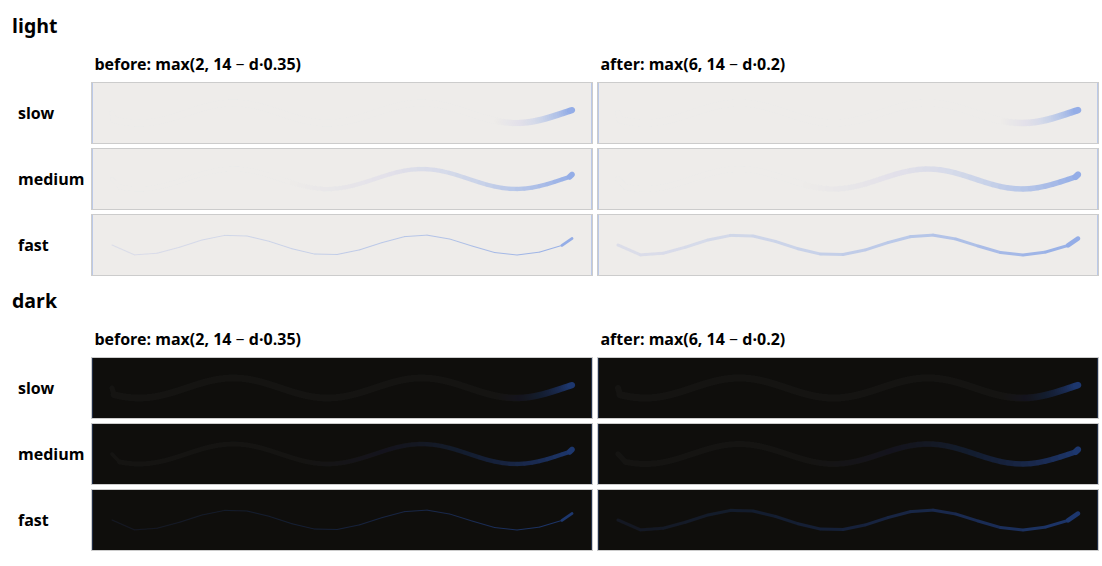 light
before: max(2, 14 − d·0.35) after: max(6, 14 − d·0.2)
slow
medium
fast
dark
before: max(2, 14 − d·0.35) after: max(6, 14 − d·0.2)
slow
medium
fast